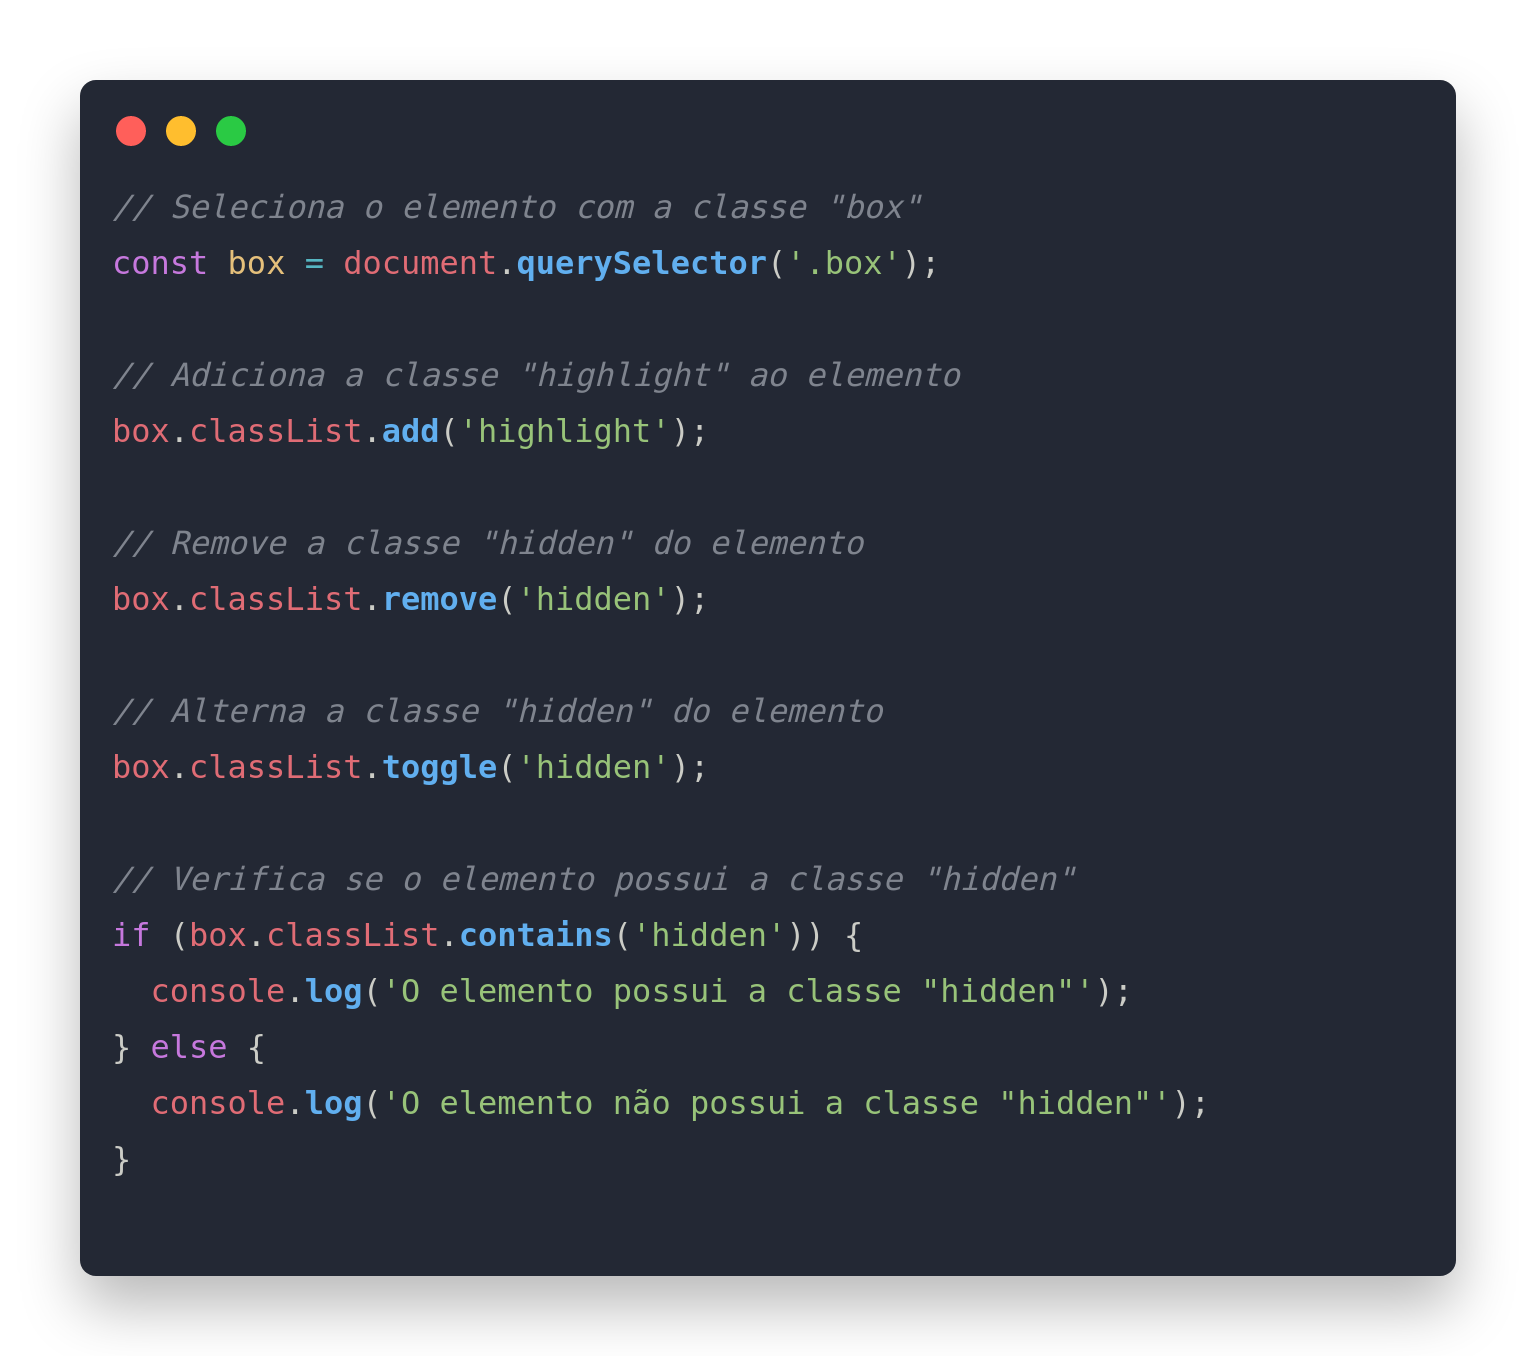 // Seleciona o elemento com a classe "box"
const box = document.querySelector('.box');
// Adiciona a classe "highlight" ao elemento
box.classList.add('highlight');
// Remove a classe "hidden" do elemento
box.classList.remove('hidden');
// Alterna a classe "hidden" do elemento
box.classList.toggle('hidden');
// Verifica se o elemento possui a classe "hidden"
if (box.classList.contains('hidden')) {
  console.log('O elemento possui a classe "hidden"');
} else {
  console.log('O elemento não possui a classe "hidden"');
}